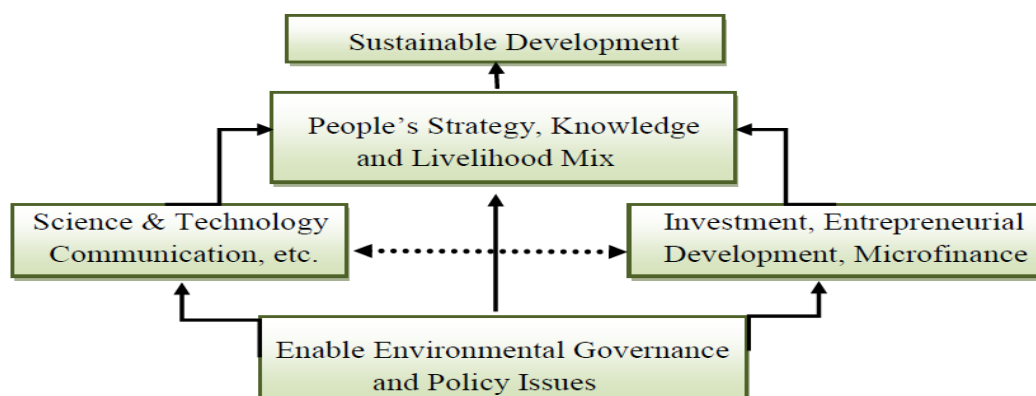 Sustainable Development
People's Strategy, Knowledge
and Livelihood Mix
Science & Technology
Communication, etc.
Investment, Entrepreneurial
Development, Microfinance
Enable Environmental Governance
and Policy Issues